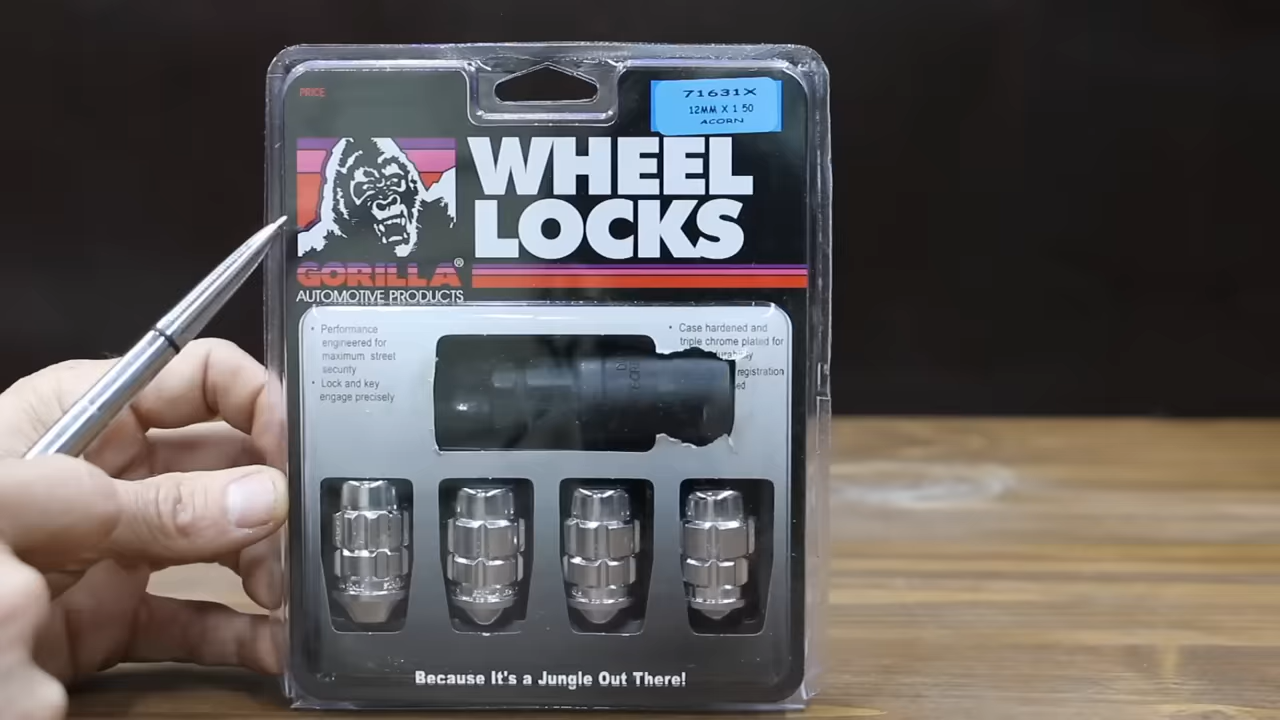 PRICE
71631X
12MM X 1.50
ACORN
WHEEL
LOCKS
GORILLA®
AUTOMOTIVE PRODUCTS
• Performance
engineered for
maximum street
security
• Lock and key
engage precisely
• Case hardened and
triple chrome plated for
registration
Because It's a Jungle Out There!